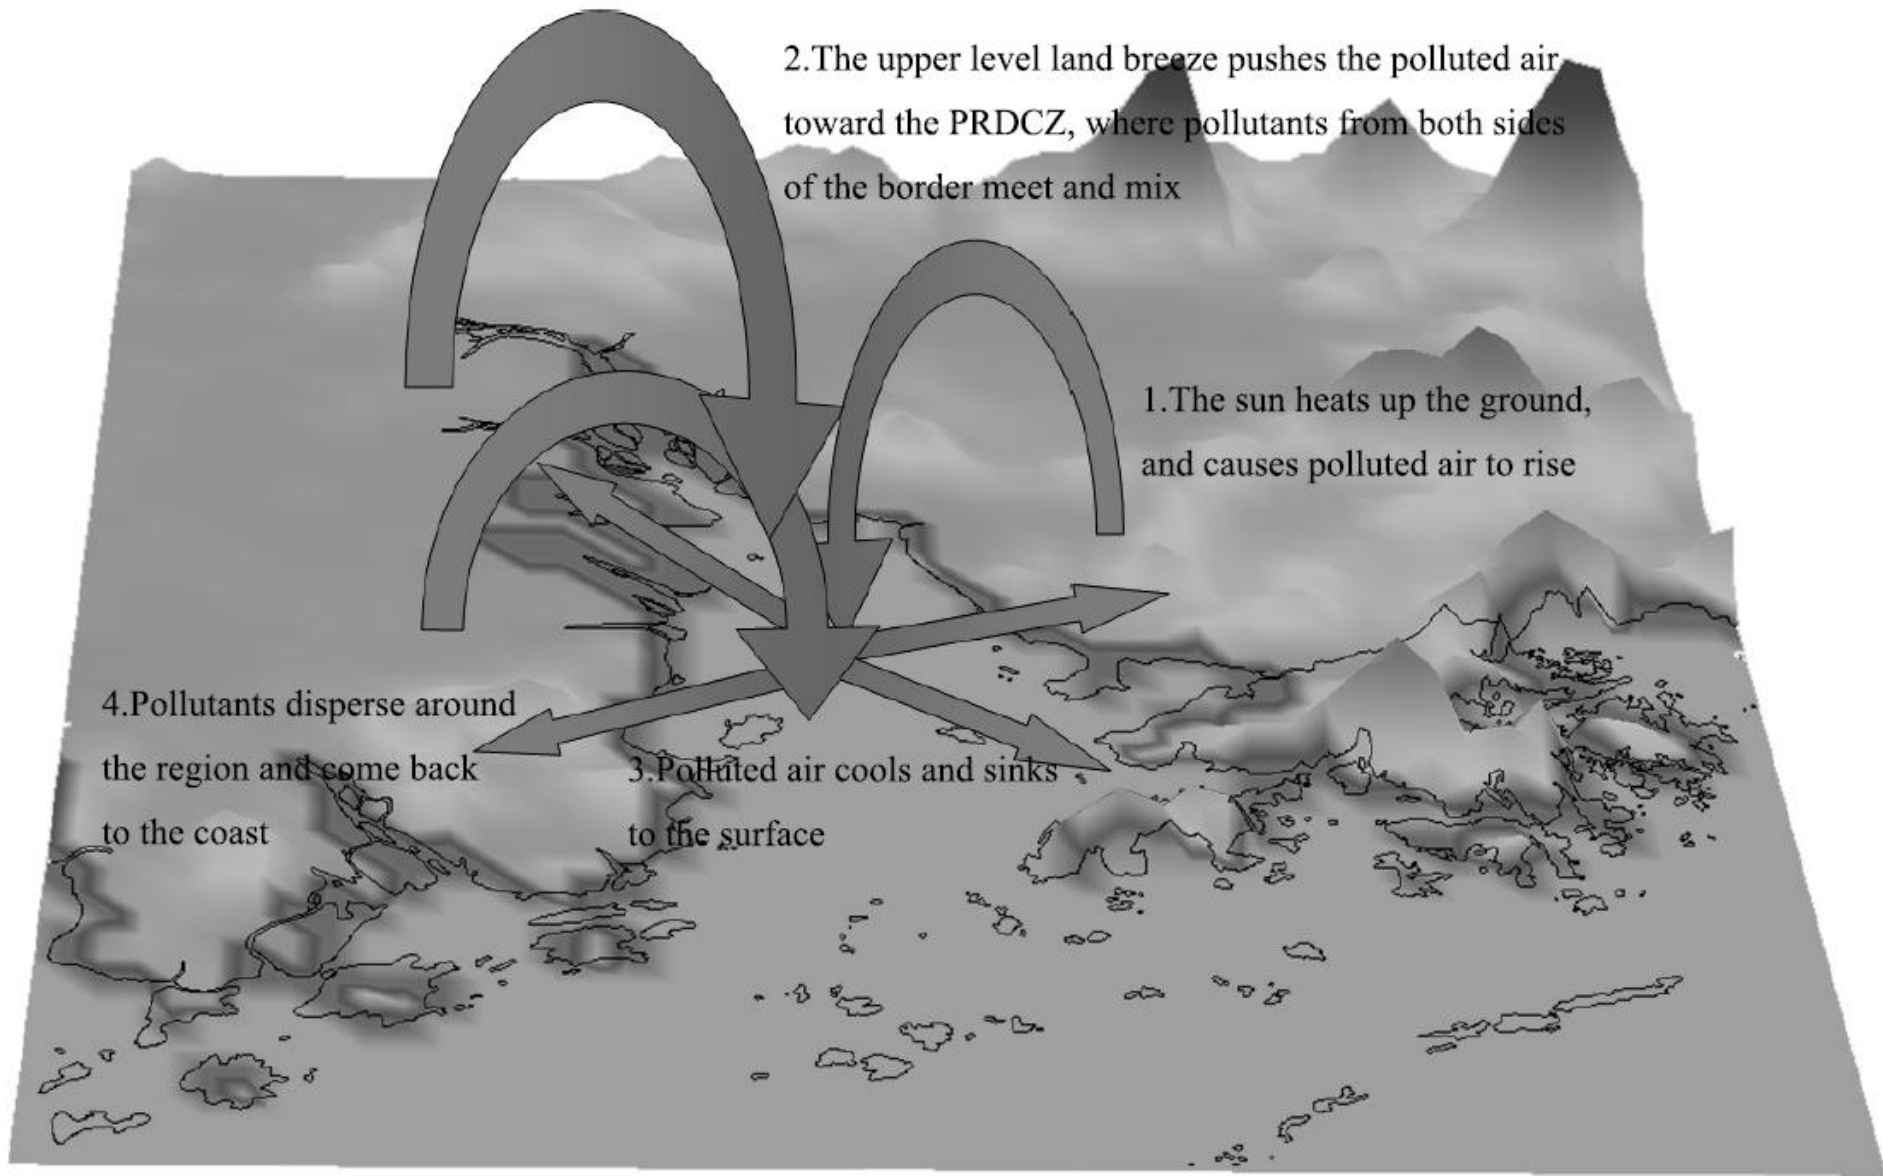 2.The upper level land breeze pushes the polluted air
toward the PRDCZ, where pollutants from both sides
of the border meet and mix
1.The sun heats up the ground,
and causes polluted air to rise
4.Pollutants disperse around
the region and come back
to the coast
3.Polluted air cools and sinks
to the surface